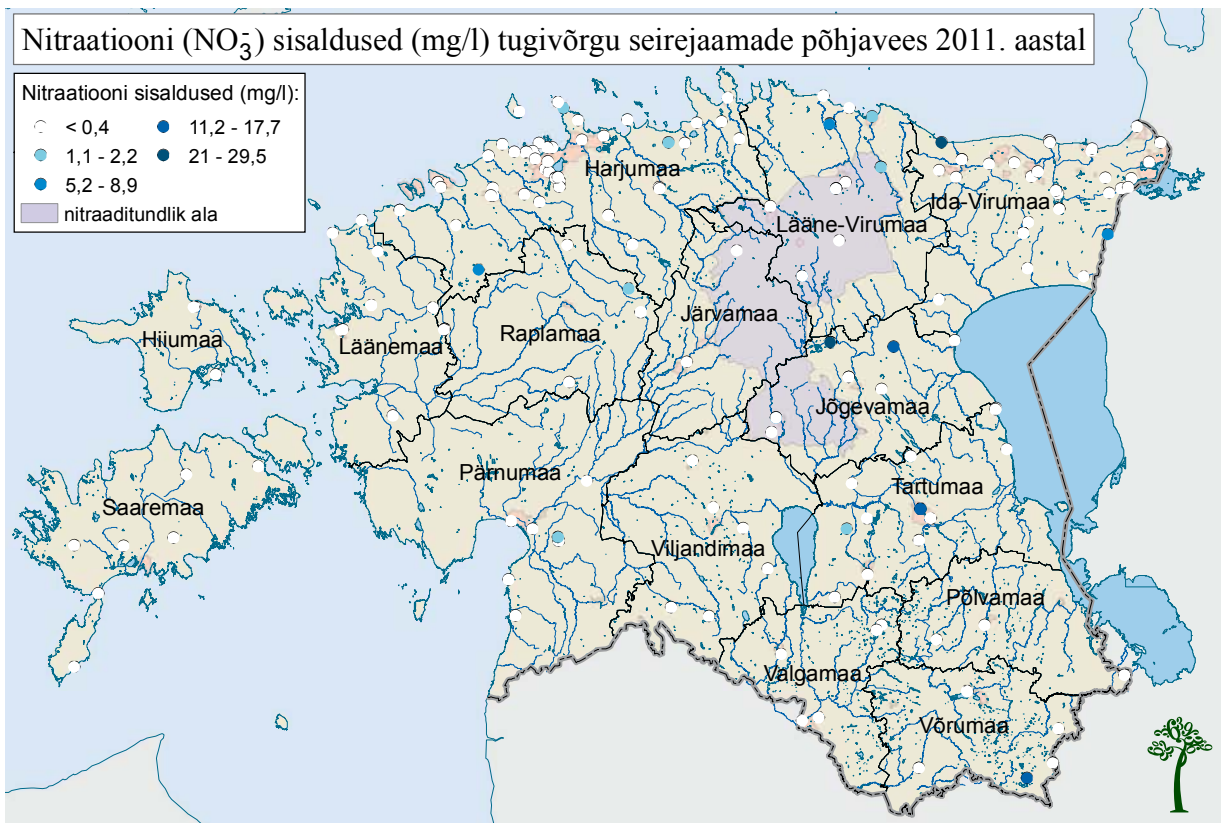 Nitraatiooni (NO₃⁻) sisaldused (mg/l) tugivõrgu seirejaamade põhjavees 2011. aastal
Nitraatiooni sisaldused (mg/l):
< 0,4
11,2 - 17,7
1,1 - 2,2
21 - 29,5
5,2 - 8,9
nitraaditundlik ala
Harjumaa
Ida-Virumaa
Lääne-Virumaa
Järvamaa
Raplamaa
Hiiumaa
Läänemaa
Jõgevamaa
Pärnumaa
Tartumaa
Saaremaa
Viljandimaa
Põlvamaa
Valgamaa
Võrumaa